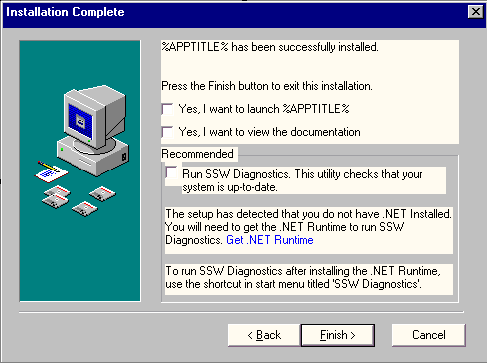 Installation Complete
%APPTITLE% has been successfully installed.
Press the Finish button to exit this installation.
Yes, I want to launch %APPTITLE%
Yes, I want to view the documentation
Recommended
Run SSW Diagnostics. This utility checks that your
system is up-to-date.
The setup has detected that you do not have .NET Installed.
You will need to get the .NET Runtime to run SSW
Diagnostics. Get .NET Runtime
To run SSW Diagnostics after installing the .NET Runtime,
use the shortcut in start menu titled 'SSW Diagnostics'.
< Back Finish > Cancel